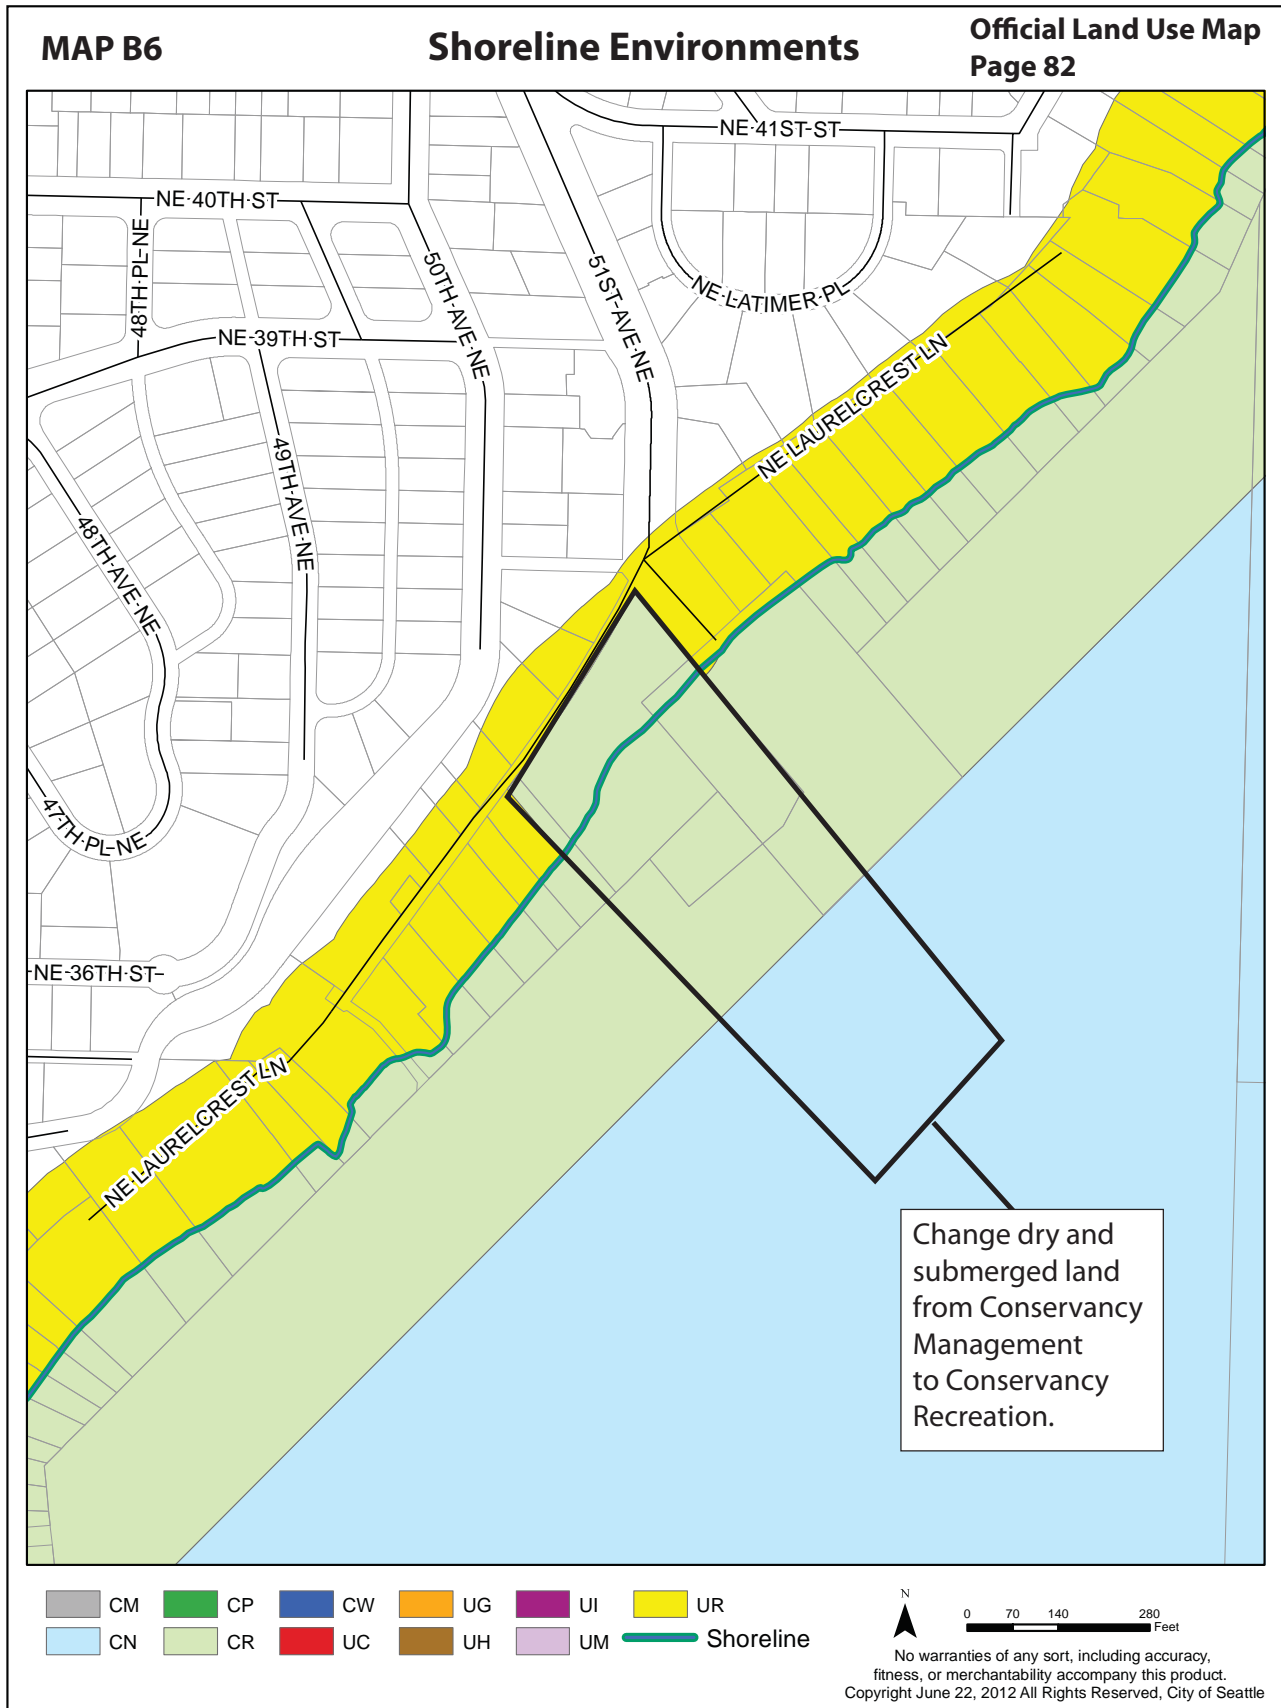 MAP B6
Shoreline Environments
Official Land Use Map
Page 82
NE 41ST ST
NE 40TH ST
48TH PL NE
50TH AVE NE
51ST AVE NE
NE LATIMER PL
NE 39TH ST
NE LAURELCREST LN
49TH AVE NE
48TH AVE NE
47TH PL NE
NE 36TH ST
NE LAURELCREST LN
Change dry and
submerged land
from Conservancy
Management
to Conservancy
Recreation.
CM CP CW UG UI UR
CN CR UC UH UM Shoreline
N
0 70 140 280
Feet
No warranties of any sort, including accuracy,
fitness, or merchantability accompany this product.
Copyright June 22, 2012 All Rights Reserved, City of Seattle